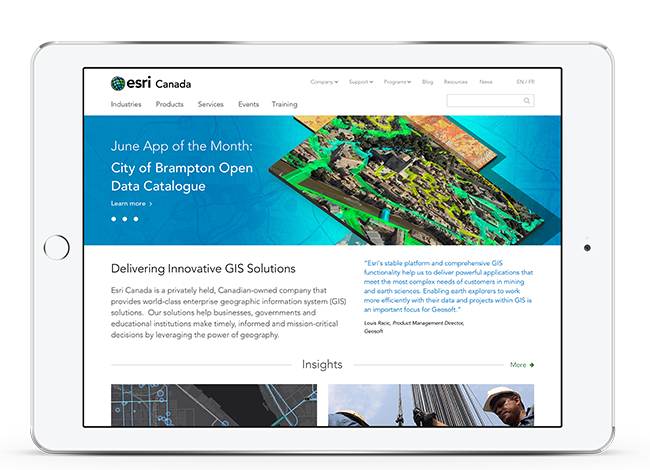 esri Canada
Company Support Programs Blog Resources News EN / FR
Industries Products Services Events Training
June App of the Month:
City of Brampton Open
Data Catalogue
Learn more >
Delivering Innovative GIS Solutions
Esri Canada is a privately held, Canadian-owned company that
provides world-class enterprise geographic information system (GIS)
solutions. Our solutions help businesses, governments and
educational institutions make timely, informed and mission-critical
decisions by leveraging the power of geography.
“Esri's stable platform and comprehensive GIS
functionality help us to deliver powerful applications that
meet the most complex needs of customers in mining
and earth sciences. Enabling earth explorers to work
more efficiently with their data and projects within GIS is
an important focus for Geosoft.”
Louis Racic, Product Management Director,
Geosoft
Insights
More